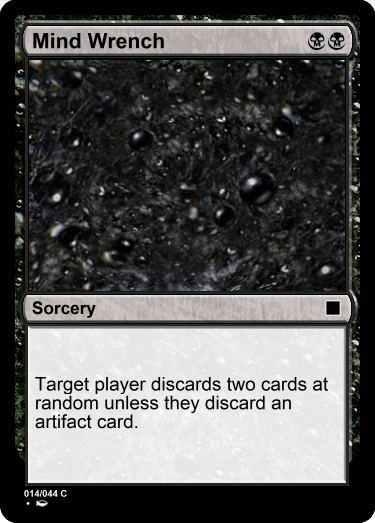 Mind Wrench
Sorcery
Target player discards two cards at
random unless they discard an
artifact card.
014/044 C